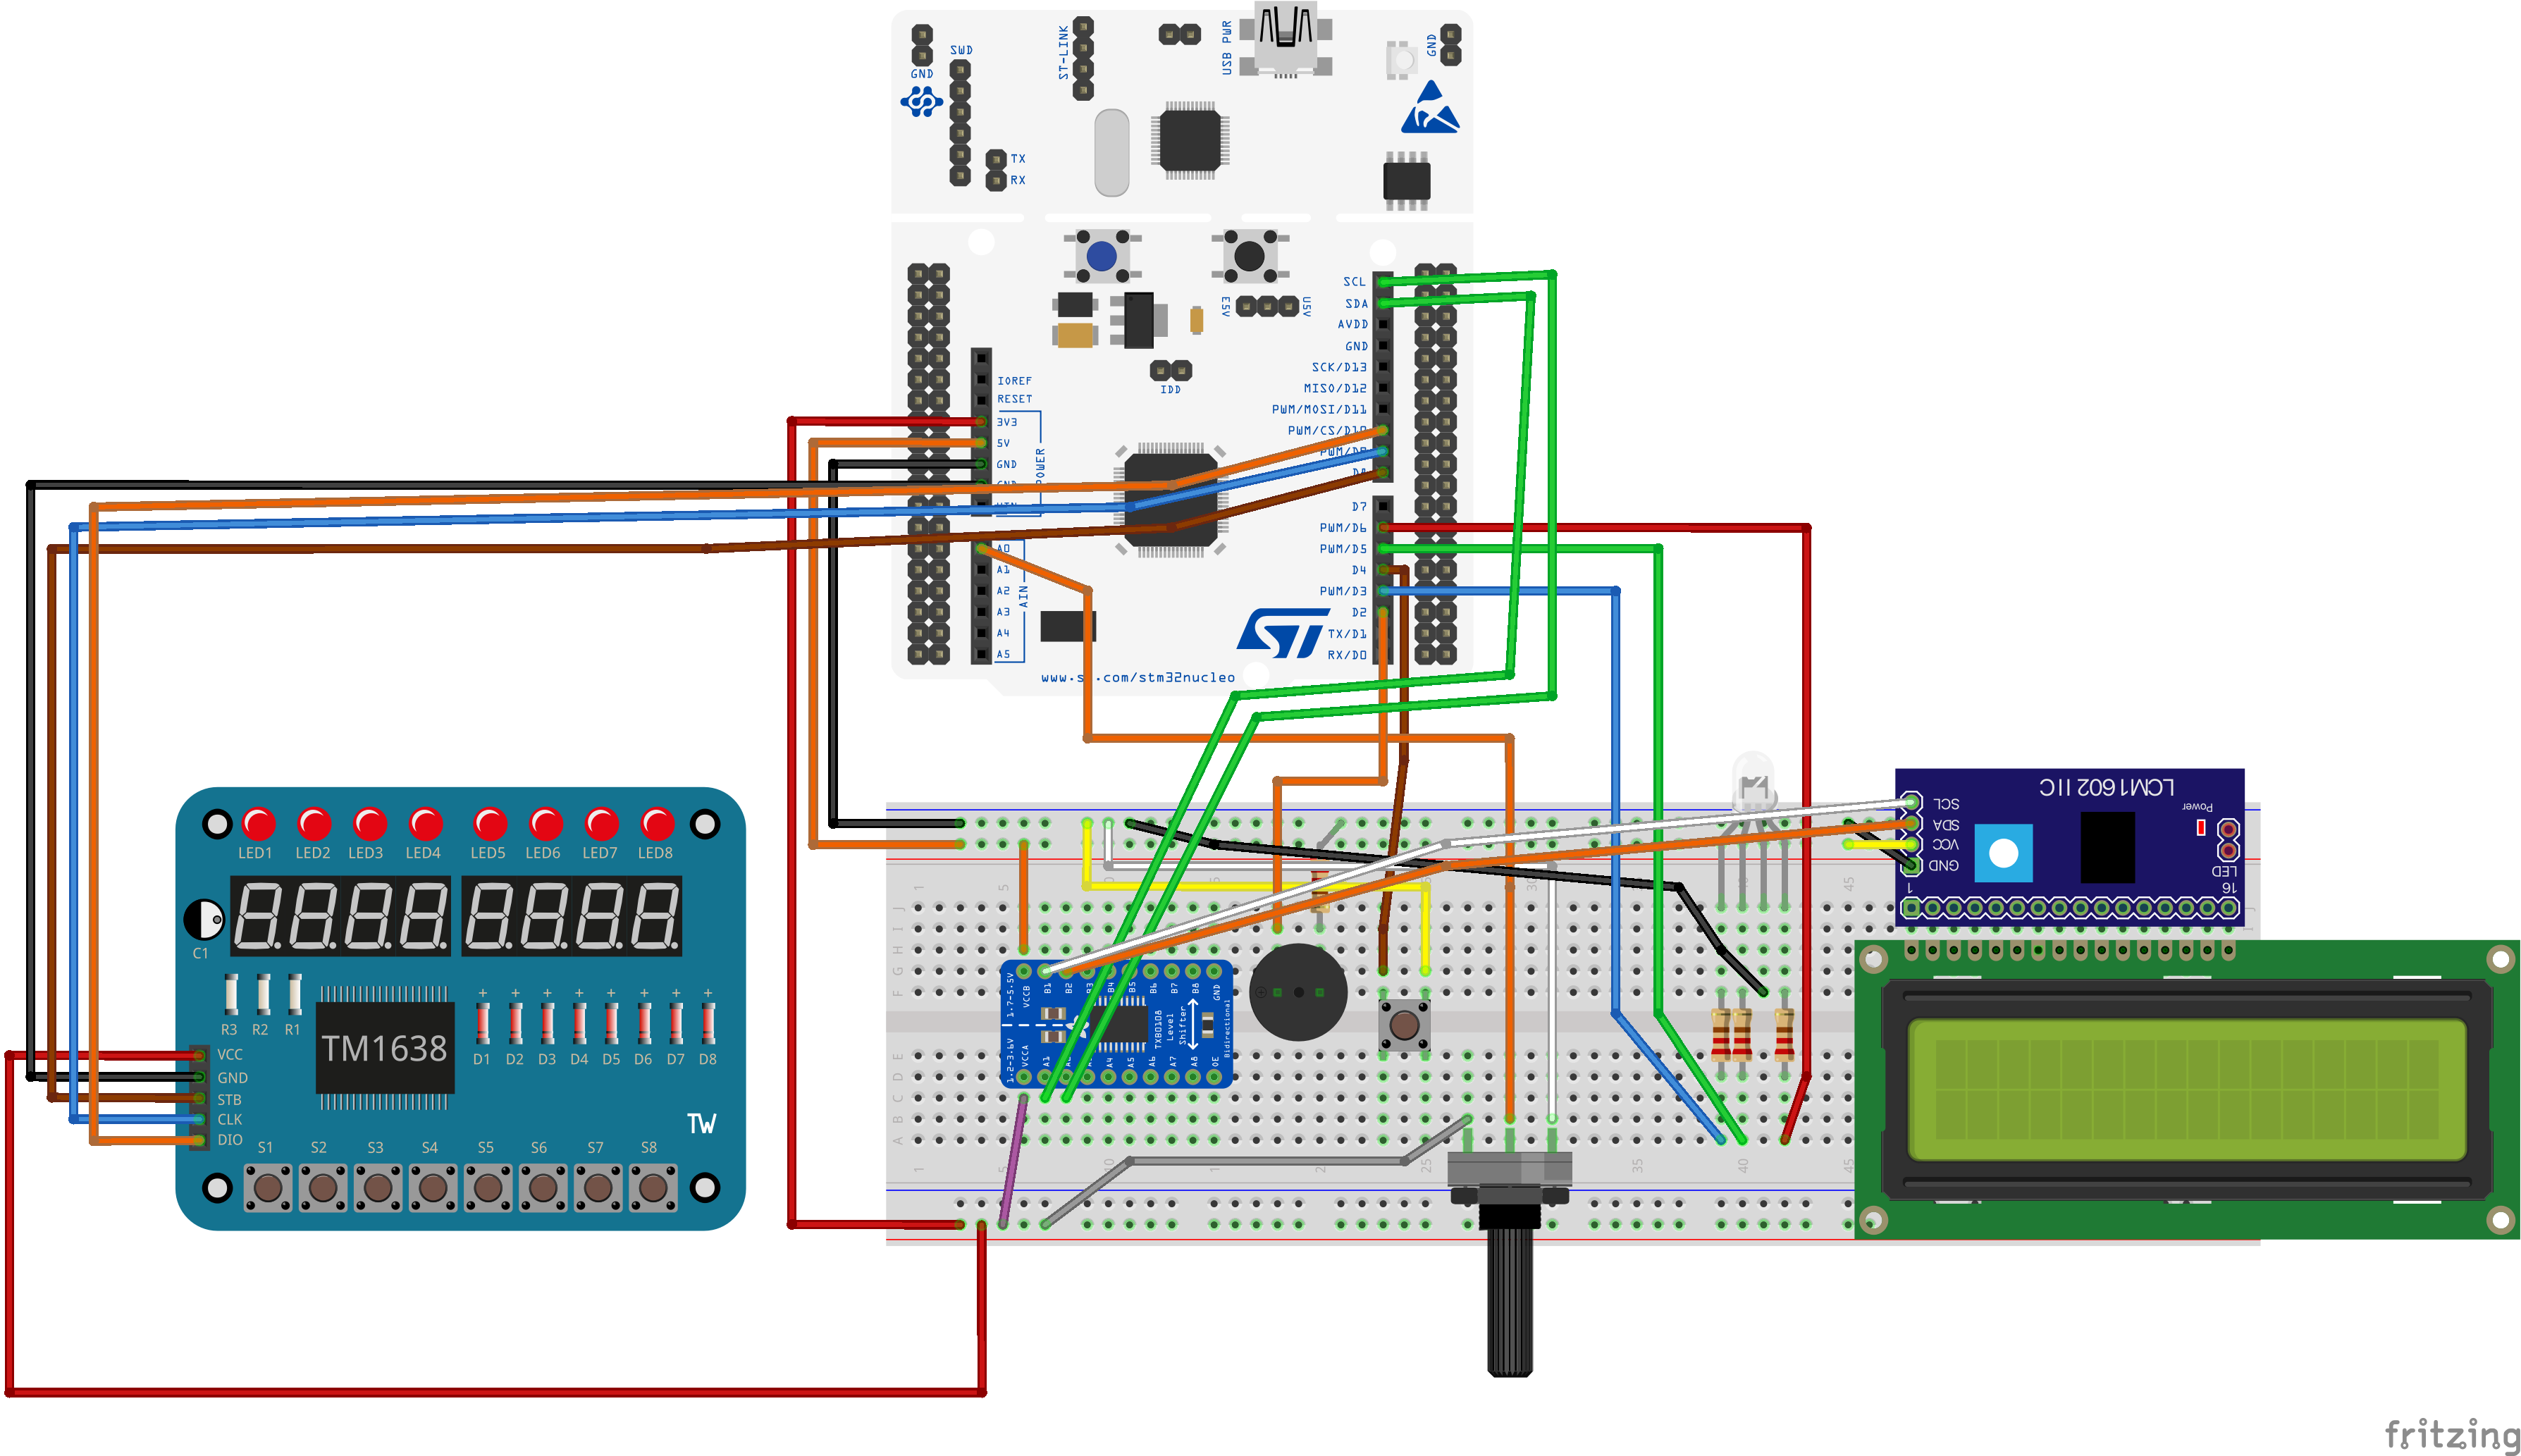 SWD
GND
TX
RX
ST-LINK
USB PWR
GND
E5V
U5V
IDD
IOREF
RESET
3V3
5V
GND
GND
VIN
POWER
A0
A1
A2
A3
A4
A5
AIN
SCL
SDA
AVDD
GND
SCK/D13
MISO/D12
PWM/MOSI/D11
PWM/CS/D10
PWM/D9
D8
D7
PWM/D6
PWM/D5
D4
PWM/D3
D2
TX/D1
RX/D0
ST
www.st.com/stm32nucleo
LED1 LED2 LED3 LED4 LED5 LED6 LED7 LED8
C1
R3 R2 R1
TM1638
+ + + + + + + +
D1 D2 D3 D4 D5 D6 D7 D8
VCC
GND
STB
CLK
DIO
TW
S1 S2 S3 S4 S5 S6 S7 S8
1 5 30 45
J
I
H
G
F
E
D
C
B
A
1 5 10 1 2 25 35 40 45
1.7-5.5V
VCCB B1 B2 B3 B4 B5 B6 B7 B8 GND
TXB0108
Level
Shifter
Bidirectional
1.2-3.6V
VCCA A1 A4 A5 A6 A7 A8 OE
LCM1602 IIC
SCL
SDA
VCC
GND
Power
LED
1
16
fritzing